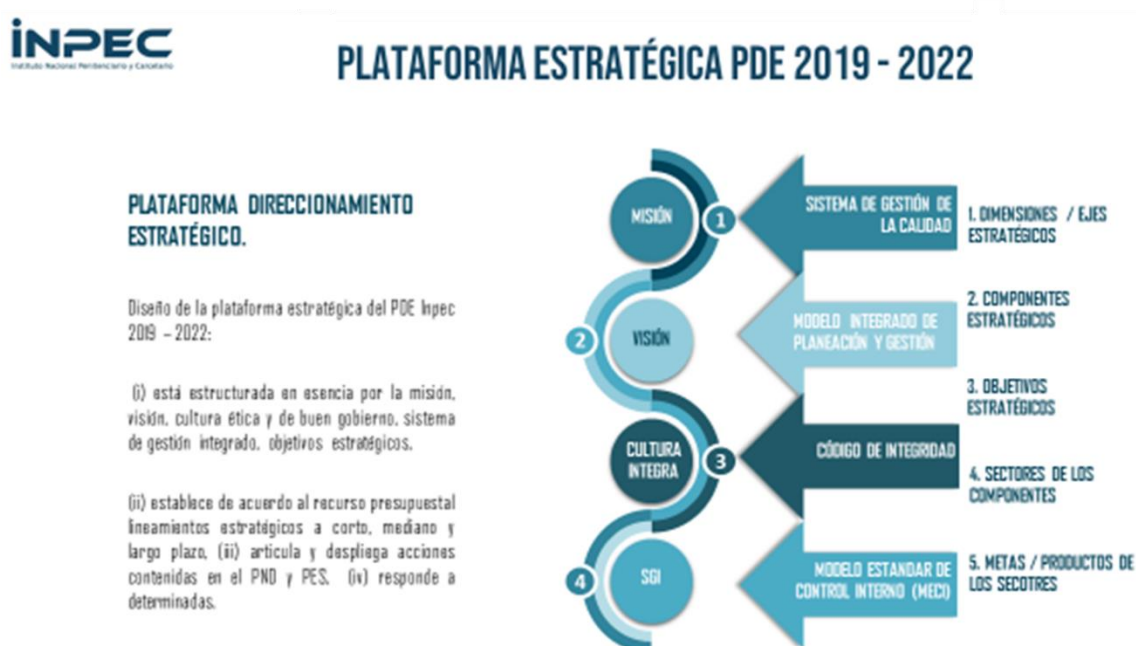 iNPEC
Instituto Nacional Penitenciario y Carcelario
PLATAFORMA ESTRATÉGICA PDE 2019 - 2022
PLATAFORMA DIRECCIONAMIENTO
ESTRATÉGICO.
Diseño de la plataforma estratégica del PDE Inpec
2019 – 2022:
(i) está estructurada en esencia por la misión,
visión, cultura ética y de buen gobierno, sistema
de gestión integrado, objetivos estratégicos.
(ii) establece de acuerdo al recurso presupuestal
lineamientos estratégicos a corto, mediano y
largo plazo, (iii) articula y despliega acciones
contenidas en el PND y PES, (iv) responde a
determinadas.
MISIÓN
1
VISIÓN
2
CULTURA
INTEGRA
3
SGI
4
SISTEMA DE GESTIÓN DE
LA CALIDAD
MODELO INTEGRADO DE
PLANEACIÓN Y GESTIÓN
CÓDIGO DE INTEGRIDAD
MODELO ESTANDAR DE
CONTROL INTERNO (MECI)
1. DIMENSIONES / EJES
ESTRATÉGICOS
2. COMPONENTES
ESTRATÉGICOS
3. OBJETIVOS
ESTRATÉGICOS
4. SECTORES DE LOS
COMPONENTES
5. METAS / PRODUCTOS DE
LOS SECOTRES